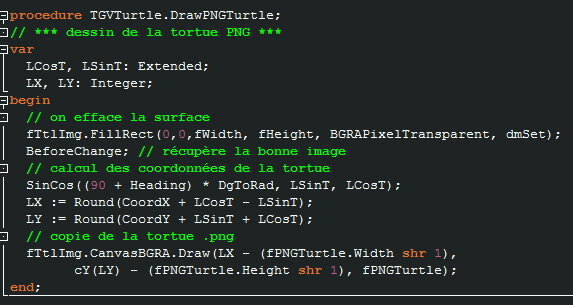 procedure TGVTurtle.DrawPNGTurtle;
// *** dessin de la tortue PNG ***
var
LCosT, LSinT: Extended;
LX, LY: Integer;
begin
// on efface la surface
fTtlImg.FillRect(0,0,fWidth, fHeight, BGRAPixelTransparent, dmSet);
BeforeChange; // récupère la bonne image
// calcul des coordonnées de la tortue
SinCos((90 + Heading) * DgToRad, LSinT, LCosT);
LX := Round(CoordX + LCosT - LSinT);
LY := Round(CoordY + LSinT + LCosT);
// copie de la tortue .png
fTtlImg.CanvasBGRA.Draw(LX - (fPNGTurtle.Width shr 1),
cY(LY) - (fPNGTurtle.Height shr 1), fPNGTurtle);
end;